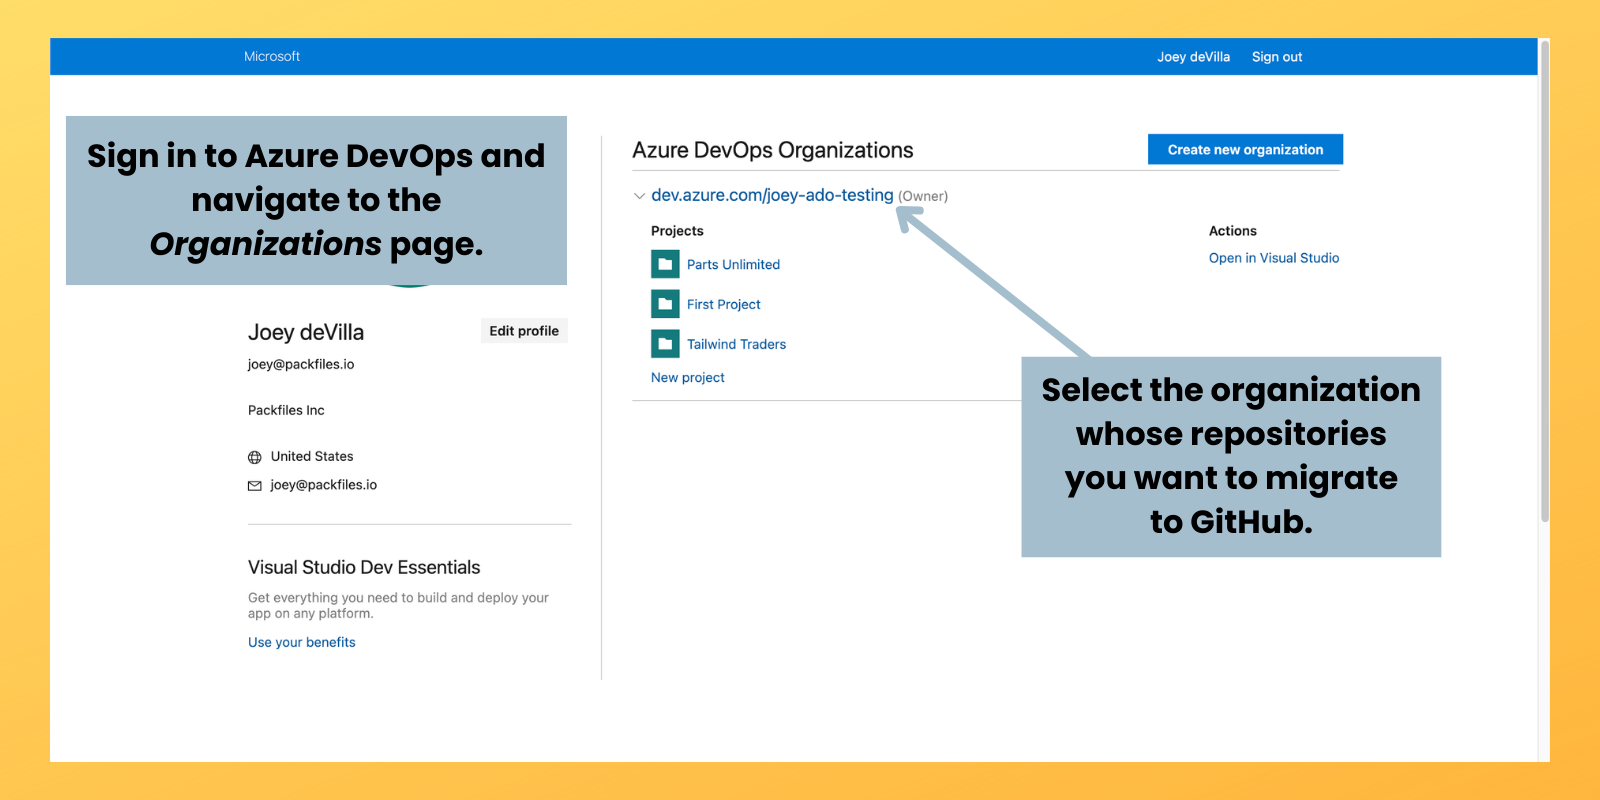 Microsoft
Joey deVilla
Sign out
Sign in to Azure DevOps and
navigate to the
Organizations page.
Joey deVilla
Edit profile
joey@packfiles.io
Packfiles Inc
United States
joey@packfiles.io
Visual Studio Dev Essentials
Get everything you need to build and deploy your
app on any platform.
Use your benefits
Azure DevOps Organizations
Create new organization
dev.azure.com/joey-ado-testing (Owner)
Projects
Parts Unlimited
First Project
Tailwind Traders
New project
Actions
Open in Visual Studio
Select the organization
whose repositories
you want to migrate
to GitHub.